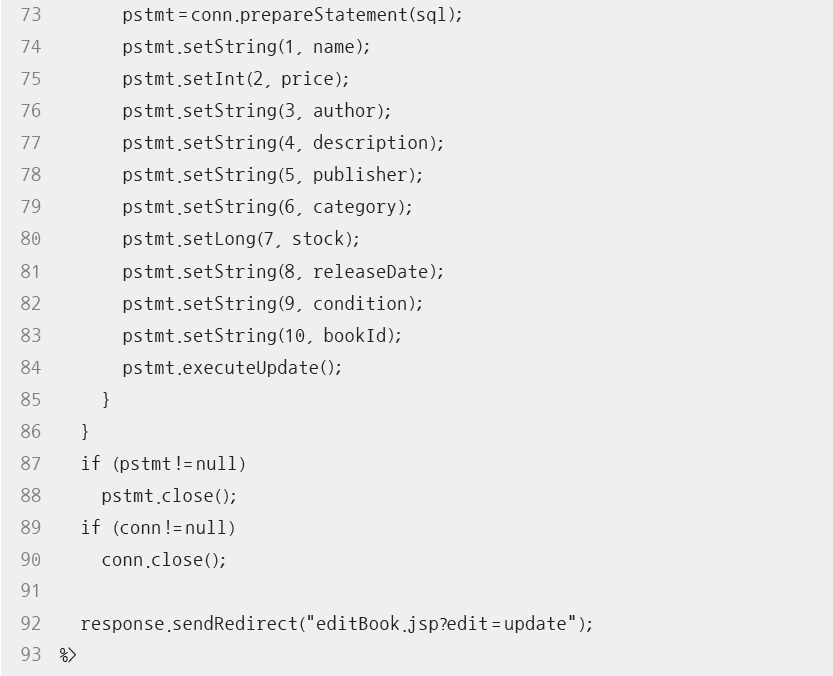 73 pstmt=conn.prepareStatement(sql);
74 pstmt.setString(1, name);
75 pstmt.setInt(2, price);
76 pstmt.setString(3, author);
77 pstmt.setString(4, description);
78 pstmt.setString(5, publisher);
79 pstmt.setString(6, category);
80 pstmt.setLong(7, stock);
81 pstmt.setString(8, releaseDate);
82 pstmt.setString(9, condition);
83 pstmt.setString(10, bookId);
84 pstmt.executeUpdate();
85 }
86 }
87 if (pstmt!=null)
88 pstmt.close();
89 if (conn!=null)
90 conn.close();
91
92 response.sendRedirect("editBook.jsp?edit=update");
93 %>